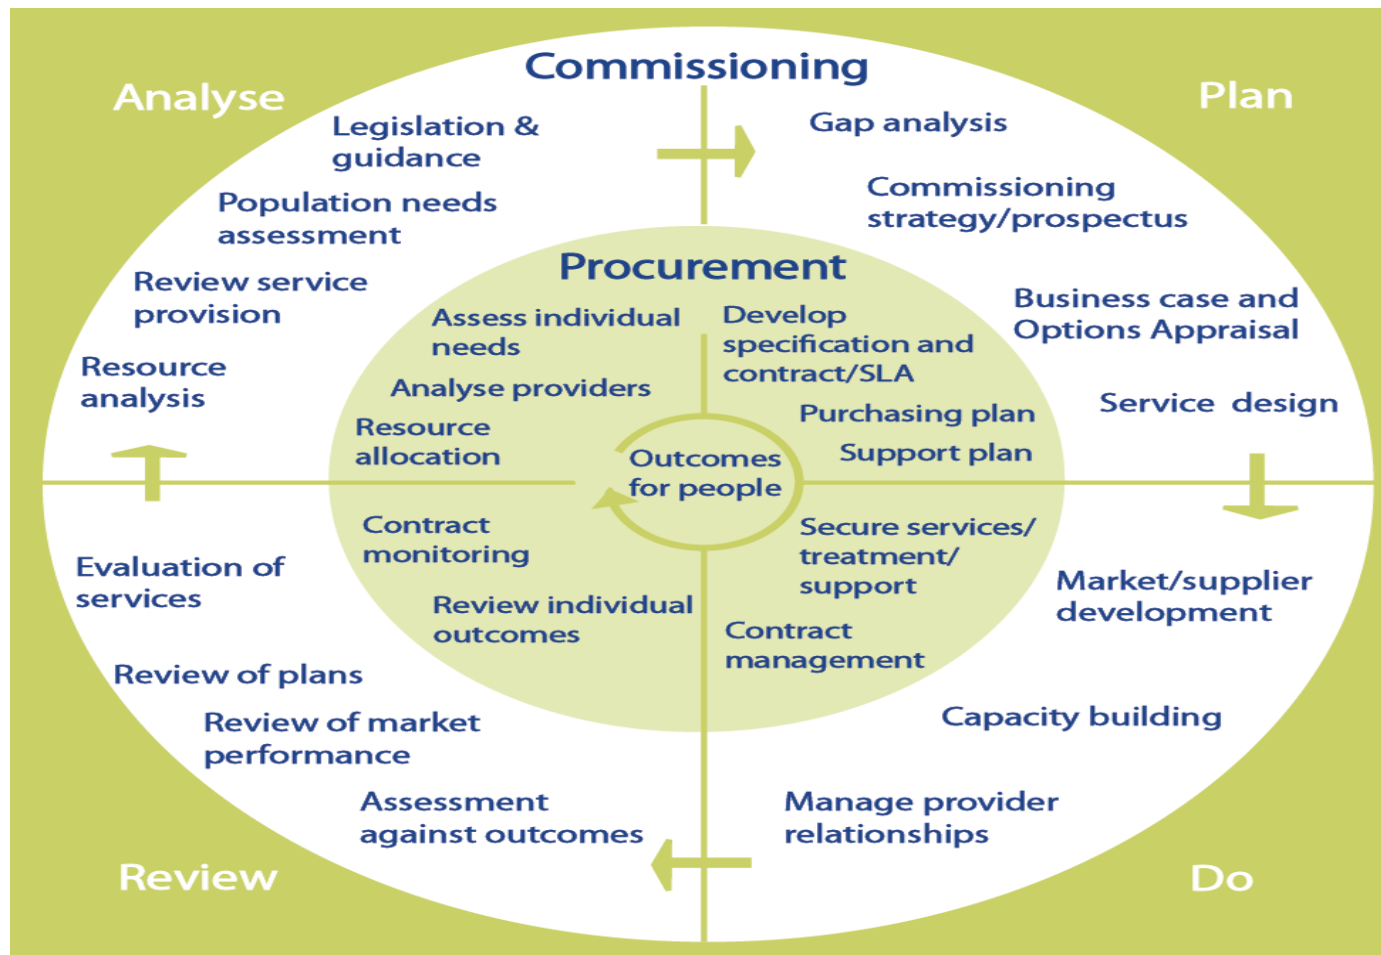 Commissioning
Analyse
Legislation &
guidance
Population needs
assessment
Review service
provision
Resource
analysis
Plan
Gap analysis
Commissioning
strategy/prospectus
Business case and
Options Appraisal
Service design
Procurement
Assess individual
needs
Analyse providers
Resource
allocation
Develop
specification and
contract/SLA
Purchasing plan
Support plan
Outcomes
for people
Contract
monitoring
Review individual
outcomes
Secure services/
treatment/
support
Contract
management
Evaluation of
services
Review of plans
Review of market
performance
Assessment
against outcomes
Review
Market/supplier
development
Capacity building
Manage provider
relationships
Do